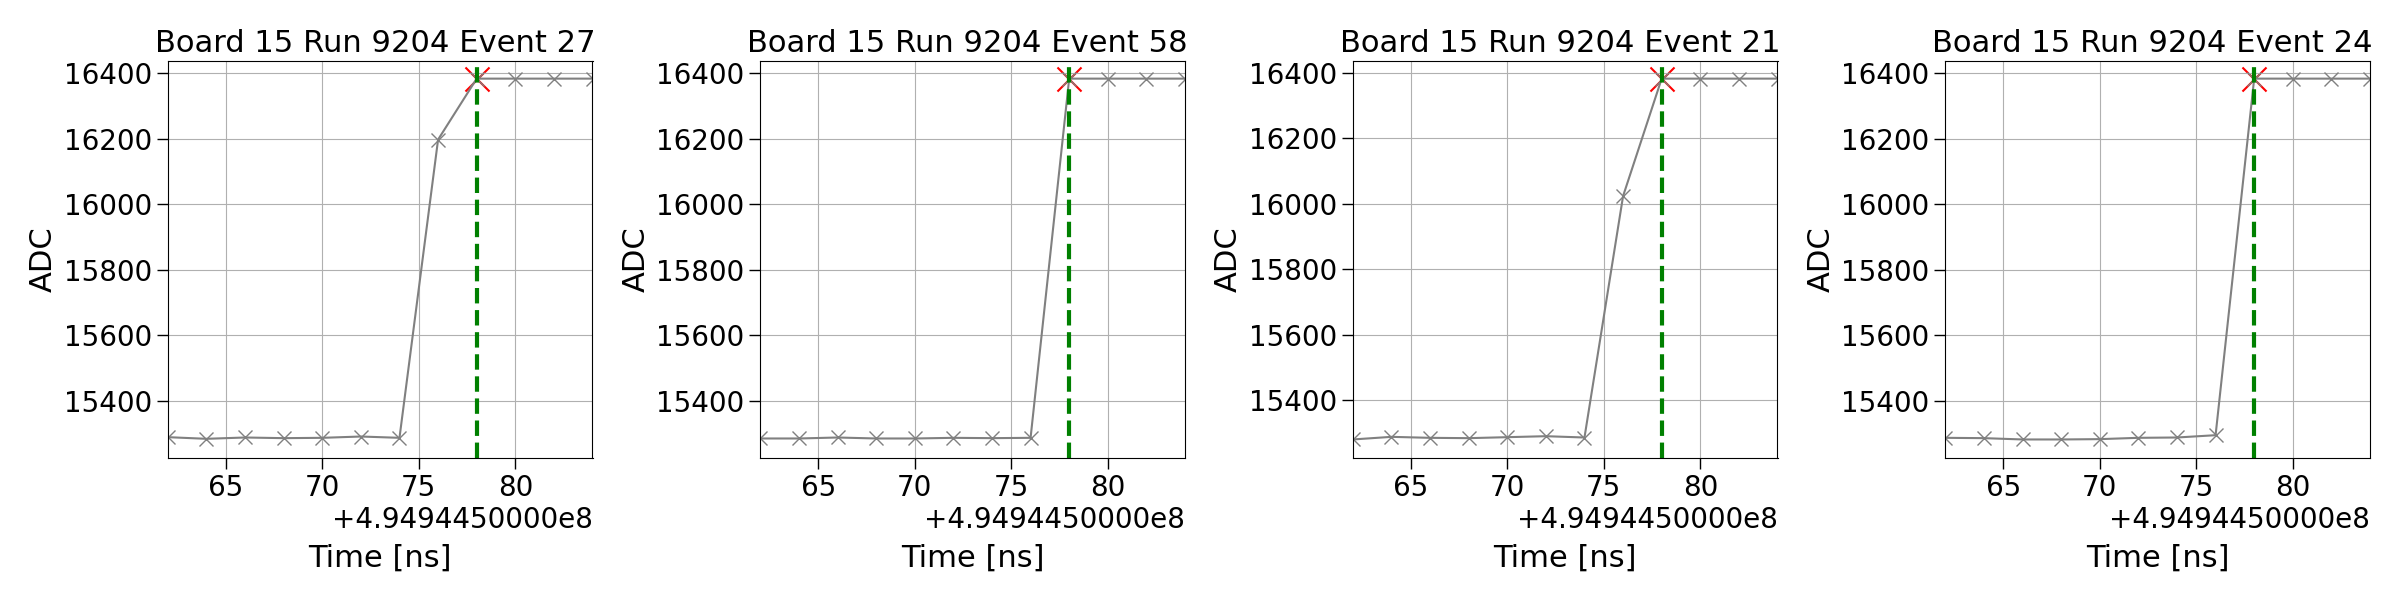 Board 15 Run 9204 Event 27
16400
16200
16000
15800
15600
15400
ADC
65 70 75 80
+4.9494450000e8
Time [ns]
Board 15 Run 9204 Event 58
16400
16200
16000
15800
15600
15400
ADC
65 70 75 80
+4.9494450000e8
Time [ns]
Board 15 Run 9204 Event 21
16400
16200
16000
15800
15600
15400
ADC
65 70 75 80
+4.9494450000e8
Time [ns]
Board 15 Run 9204 Event 24
16400
16200
16000
15800
15600
15400
ADC
65 70 75 80
+4.9494450000e8
Time [ns]